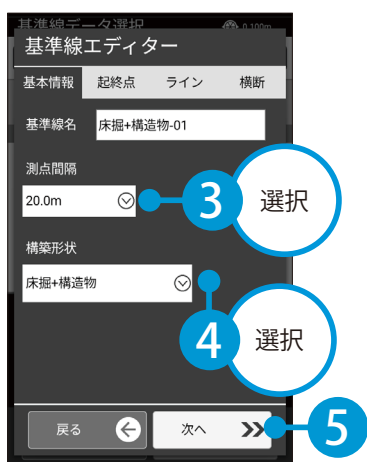 基準線データ選択 0.100m
基準線エディター
基本情報 起終点 ライン 横断
基準線名 床掘+構造物-01
測点間隔
20.0m
3 選択
構築形状
床掘+構造物
4 選択
戻る 次へ 5